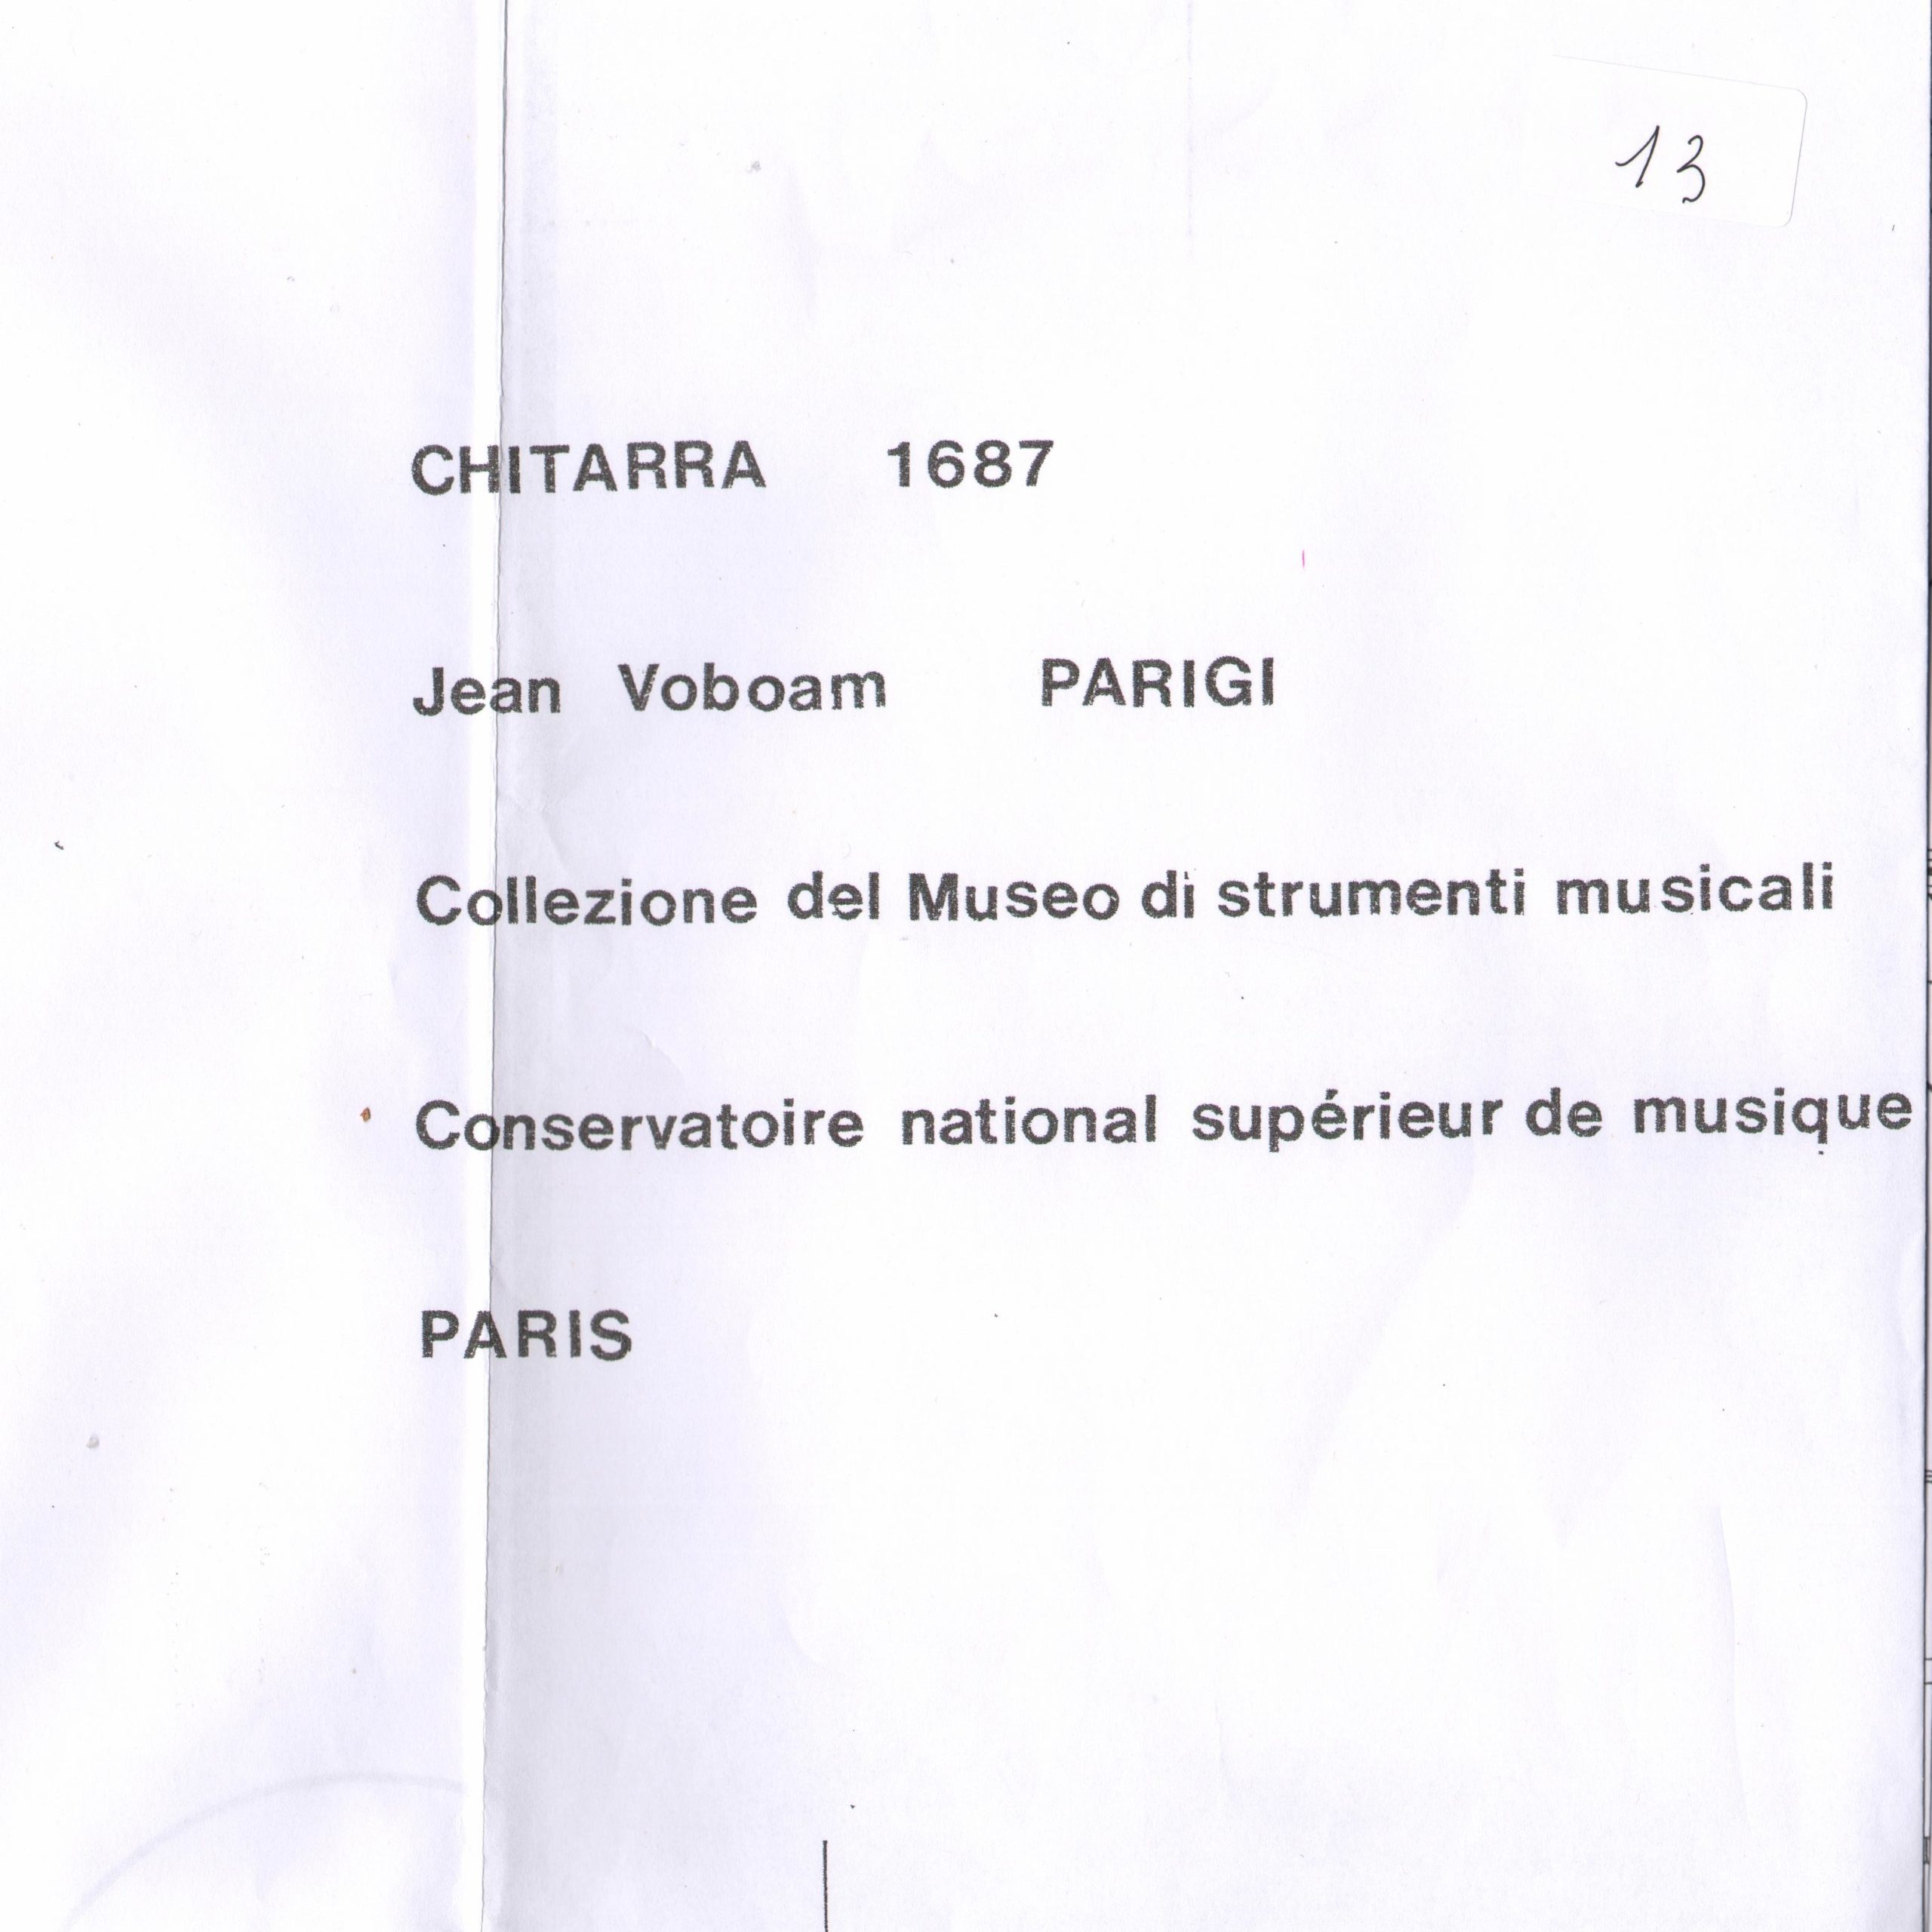 13
CHITARRA 1687
Jean Voboam PARIGI
Collezione del Museo di strumenti musicali
Conservatoire national supérieur de musique
PARIS